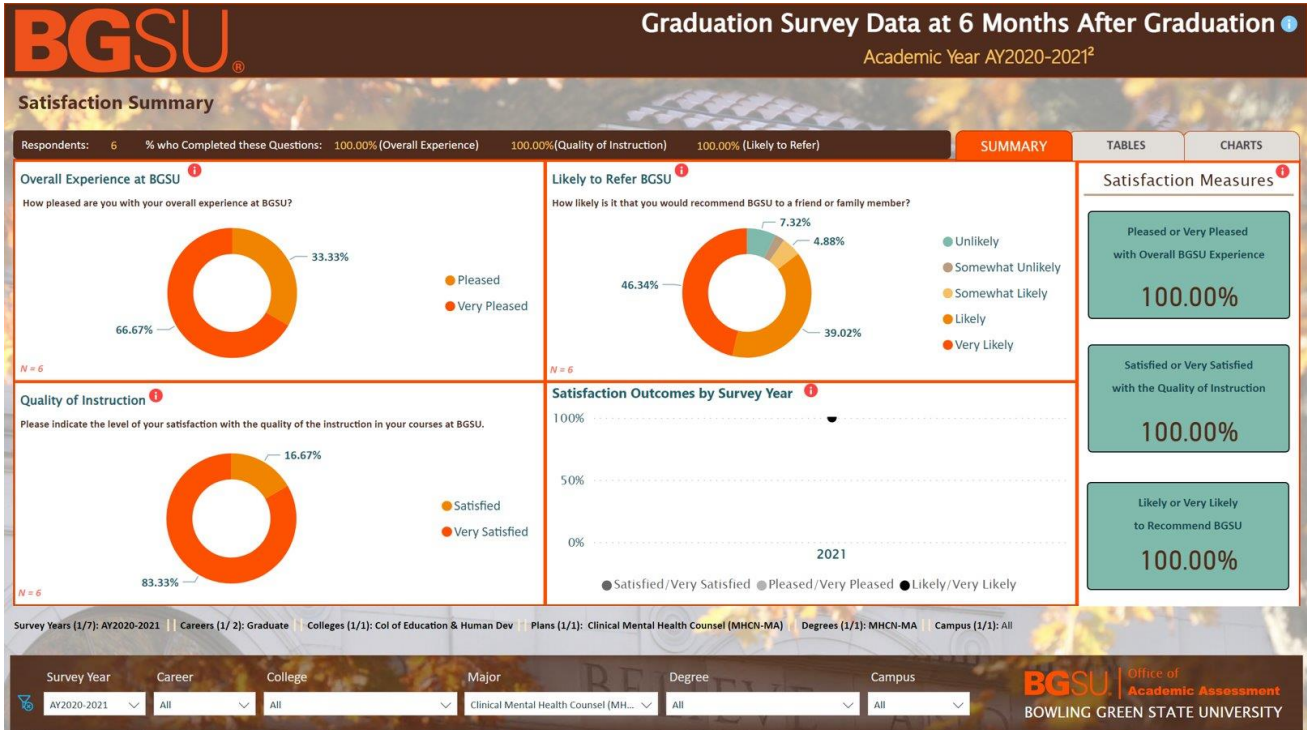 BGSU®
Graduation Survey Data at 6 Months After Graduation i
Academic Year AY2020-2021²
Satisfaction Summary
Respondents: 6 % who Completed these Questions: 100.00% (Overall Experience) 100.00%(Quality of Instruction) 100.00% (Likely to Refer)
SUMMARY TABLES CHARTS
Overall Experience at BGSU i
How pleased are you with your overall experience at BGSU?
33.33%
66.67%
Pleased
Very Pleased
N = 6
Likely to Refer BGSU i
How likely is it that you would recommend BGSU to a friend or family member?
7.32%
4.88%
46.34%
39.02%
Unlikely
Somewhat Unlikely
Somewhat Likely
Likely
Very Likely
N = 6
Quality of Instruction i
Please indicate the level of your satisfaction with the quality of the instruction in your courses at BGSU.
16.67%
83.33%
Satisfied
Very Satisfied
N = 6
Satisfaction Outcomes by Survey Year i
100%
50%
0%
2021
Satisfied/Very Satisfied Pleased/Very Pleased Likely/Very Likely
Satisfaction Measures i
Pleased or Very Pleased
with Overall BGSU Experience
100.00%
Satisfied or Very Satisfied
with the Quality of Instruction
100.00%
Likely or Very Likely
to Recommend BGSU
100.00%
Survey Years (1/7): AY2020-2021 || Careers (1/ 2): Graduate || Colleges (1/1): Col of Education & Human Dev || Plans (1/1): Clinical Mental Health Counsel (MHCN-MA) || Degrees (1/1): MHCN-MA || Campus (1/1): All
Survey Year Career College Major Degree Campus
AY2020-2021 All All Clinical Mental Health Counsel (MH... All All
BGSU. Office of
Academic Assessment
BOWLING GREEN STATE UNIVERSITY